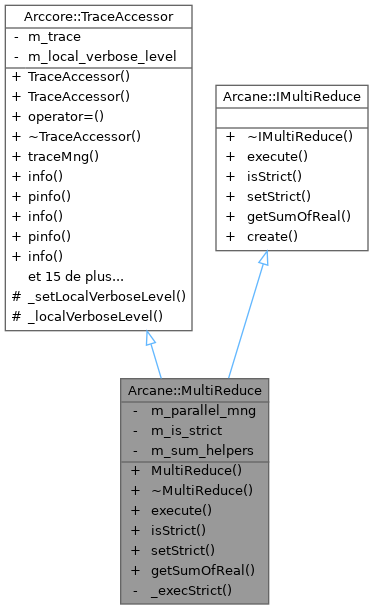 Arccore::TraceAccessor
- m_trace
- m_local_verbose_level
+ TraceAccessor()
+ TraceAccessor()
+ operator=()
+ ~TraceAccessor()
+ traceMng()
+ info()
+ pinfo()
+ info()
+ pinfo()
+ info()
et 15 de plus...
# _setLocalVerboseLevel()
# _localVerboseLevel()
Arcane::IMultiReduce
+ ~IMultiReduce()
+ execute()
+ isStrict()
+ setStrict()
+ getSumOfReal()
+ create()
Arcane::MultiReduce
- m_parallel_mng
- m_is_strict
- m_sum_helpers
+ MultiReduce()
+ ~MultiReduce()
+ execute()
+ isStrict()
+ setStrict()
+ getSumOfReal()
- _execStrict()